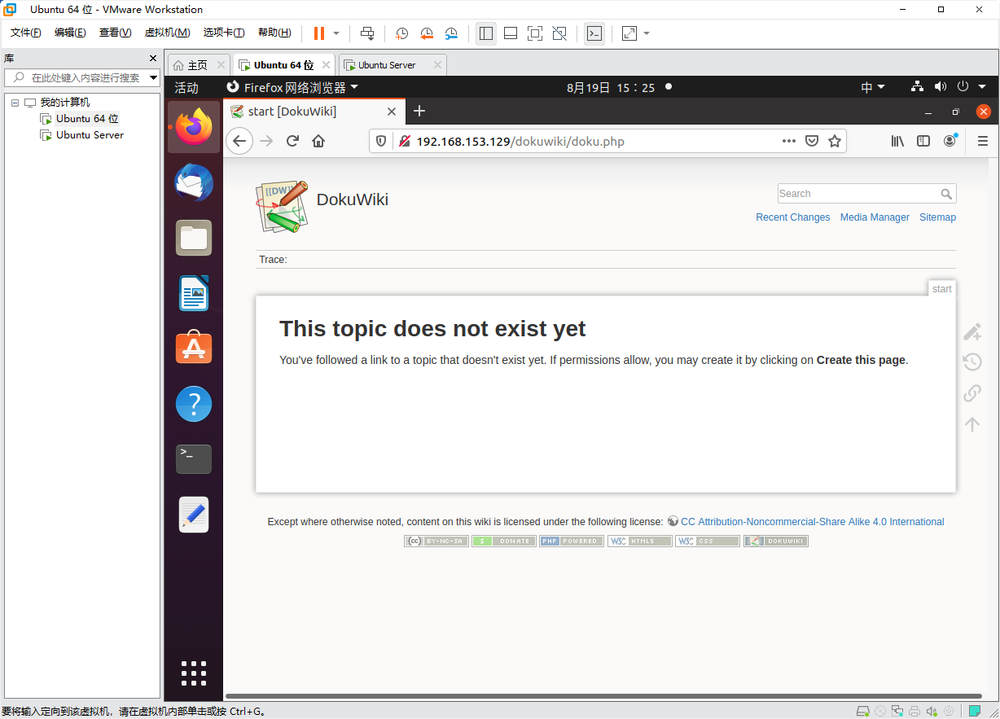 Ubuntu 64 位 - VMware Workstation
文件(F) 编辑(E) 查看(V) 虚拟机(M) 选项卡(T) 帮助(H)
库
在此处键入内容进行搜索
我的计算机
Ubuntu 64 位
Ubuntu Server
主页 Ubuntu 64 位 Ubuntu Server
活动 Firefox 网络浏览器 8月19日 15：25 中
start [DokuWiki]
192.168.153.129/dokuwiki/doku.php
[[DW]]
DokuWiki
Search
Recent Changes Media Manager Sitemap
Trace:
start
This topic does not exist yet
You've followed a link to a topic that doesn't exist yet. If permissions allow, you may create it by clicking on Create this page.
Except where otherwise noted, content on this wiki is licensed under the following license: CC Attribution-Noncommercial-Share Alike 4.0 International
cc BY-NC-SA $ DONATE PHP POWERED W3C HTML5 W3C CSS DOKUWIKI
要将输入定向到该虚拟机，请在虚拟机内部单击或按 Ctrl+G。